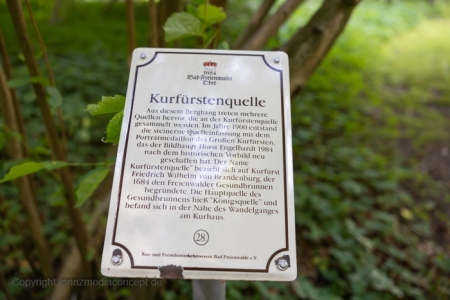 1684
Bad Freienwalde
Oder
Kurfürstenquelle
Aus diesem Berghang treten mehrere
Quellen hervor, die an der Kurfürstenquelle
gesammelt werden. Im Jahre 1906 entstand
die steinerne Quelleinfassung mit dem
Porträtmedaillon des Großen Kurfürsten,
das der Bildhauer Horst Engelhardt 1984
nach dem historischen Vorbild neu
geschaffen hat. Der Name
Kurfürstenquelle" bezieht sich auf Kurfürst
Friedrich Wilhelm von Brandenburg, der
1684 den Freienwalder Gesundbrunnen
begründete. Die Hauptquelle des
Gesundbrunnens hieß "Königsquelle" und
befand sich in der Nähe des Wandelganges
am Kurhaus.
28
Kur- und Fremdenverkehrsverein Bad Freienwalde e.V.
Copyright prinzmediaconcept.de